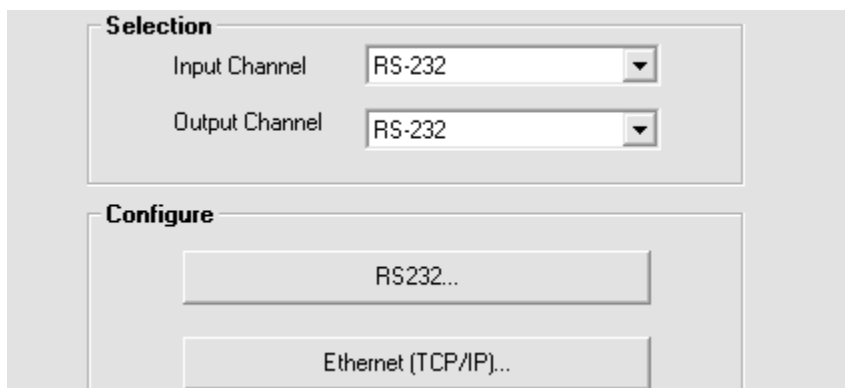 Selection
Input Channel RS-232
Output Channel RS-232
Configure
RS232...
Ethernet (TCP/IP)...